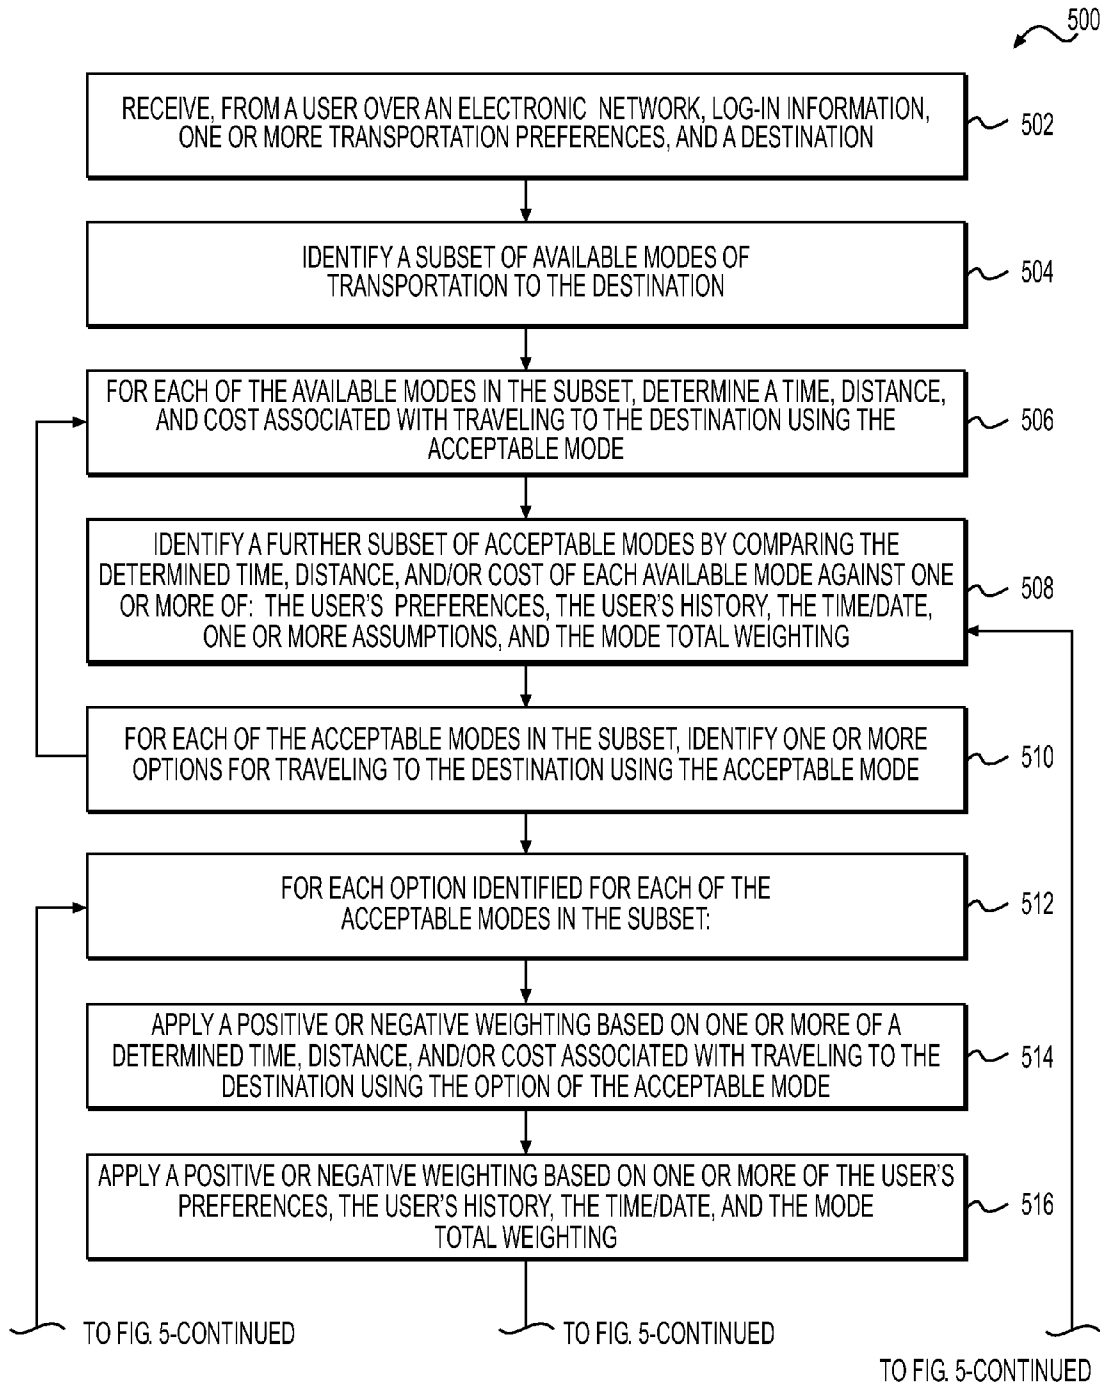 500
RECEIVE, FROM A USER OVER AN ELECTRONIC NETWORK, LOG-IN INFORMATION,
ONE OR MORE TRANSPORTATION PREFERENCES, AND A DESTINATION
502
IDENTIFY A SUBSET OF AVAILABLE MODES OF
TRANSPORTATION TO THE DESTINATION
504
FOR EACH OF THE AVAILABLE MODES IN THE SUBSET, DETERMINE A TIME, DISTANCE,
AND COST ASSOCIATED WITH TRAVELING TO THE DESTINATION USING THE
ACCEPTABLE MODE
506
IDENTIFY A FURTHER SUBSET OF ACCEPTABLE MODES BY COMPARING THE
DETERMINED TIME, DISTANCE, AND/OR COST OF EACH AVAILABLE MODE AGAINST ONE
OR MORE OF: THE USER'S PREFERENCES, THE USER'S HISTORY, THE TIME/DATE,
ONE OR MORE ASSUMPTIONS, AND THE MODE TOTAL WEIGHTING
508
FOR EACH OF THE ACCEPTABLE MODES IN THE SUBSET, IDENTIFY ONE OR MORE
OPTIONS FOR TRAVELING TO THE DESTINATION USING THE ACCEPTABLE MODE
510
FOR EACH OPTION IDENTIFIED FOR EACH OF THE
ACCEPTABLE MODES IN THE SUBSET:
512
APPLY A POSITIVE OR NEGATIVE WEIGHTING BASED ON ONE OR MORE OF A
DETERMINED TIME, DISTANCE, AND/OR COST ASSOCIATED WITH TRAVELING TO THE
DESTINATION USING THE OPTION OF THE ACCEPTABLE MODE
514
APPLY A POSITIVE OR NEGATIVE WEIGHTING BASED ON ONE OR MORE OF THE USER'S
PREFERENCES, THE USER'S HISTORY, THE TIME/DATE, AND THE MODE
TOTAL WEIGHTING
516
TO FIG. 5-CONTINUED
TO FIG. 5-CONTINUED
TO FIG. 5-CONTINUED